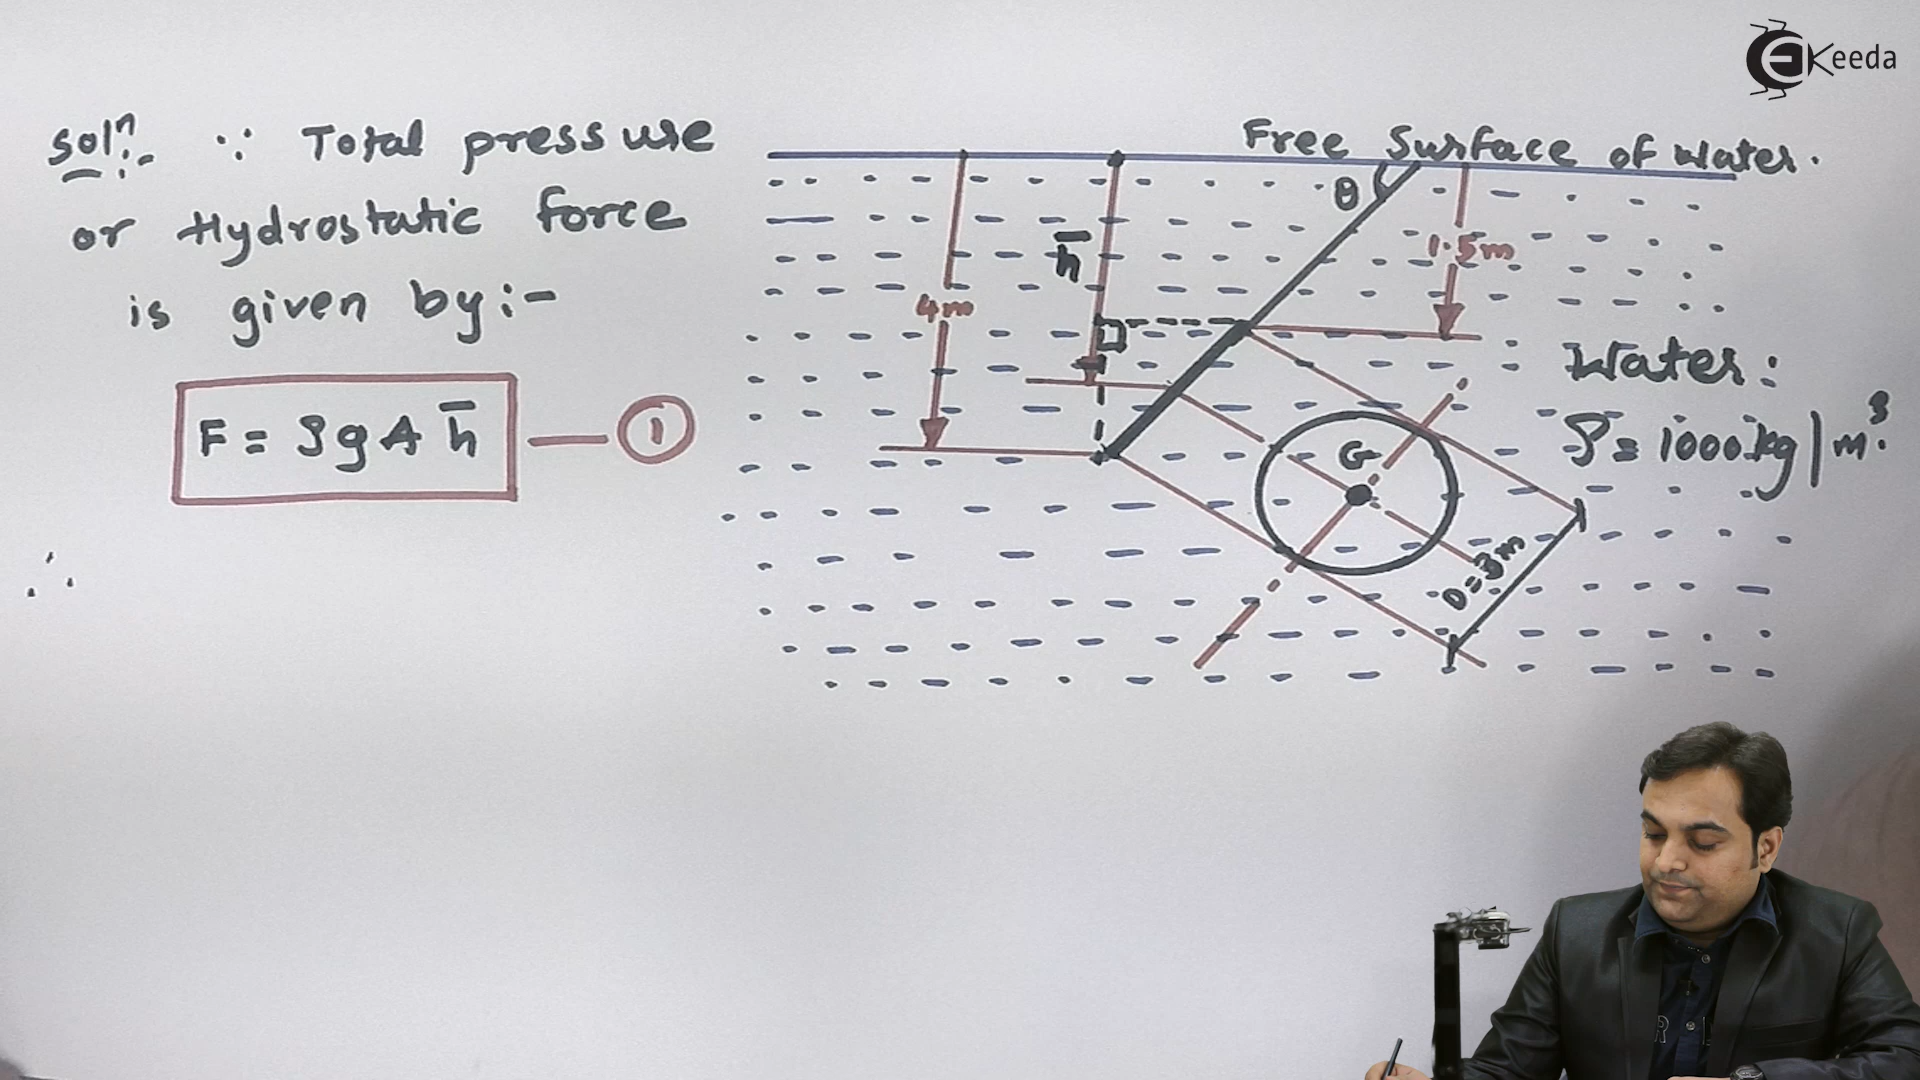 EKeeda
Solⁿ:- ∵ Total pressure
or Hydrostatic force
is given by:-
F = ρgAh̄ — ①
∴
Free Surface of water.
θ
h̄
1.5m
4m
Water:
ρ = 1000 kg/m³.
G
D=3m